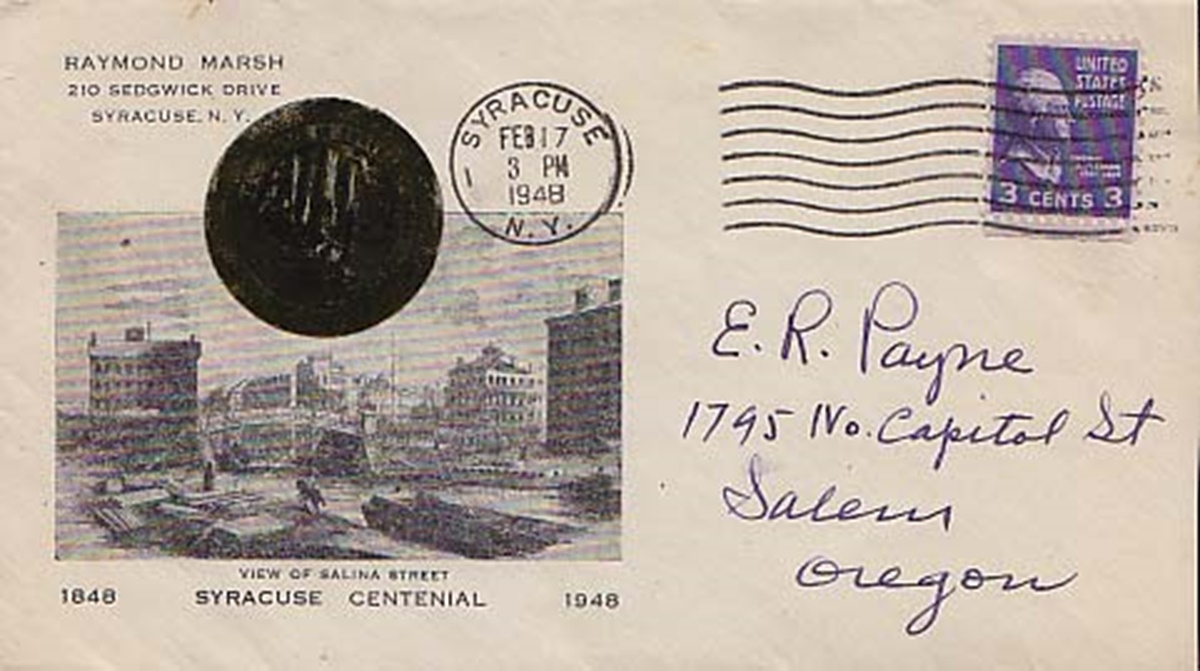 RAYMOND MARSH
210 SEDGWICK DRIVE
SYRACUSE, N. Y.
SYRACUSE
FEB 17
3 PM
1948
N. Y.
1
UNITED
STATES
POSTAGE
3 CENTS 3
E. R. Payne
1795 No. Capitol St
Salem
Oregon
VIEW OF SALINA STREET
1848 SYRACUSE CENTENIAL 1948